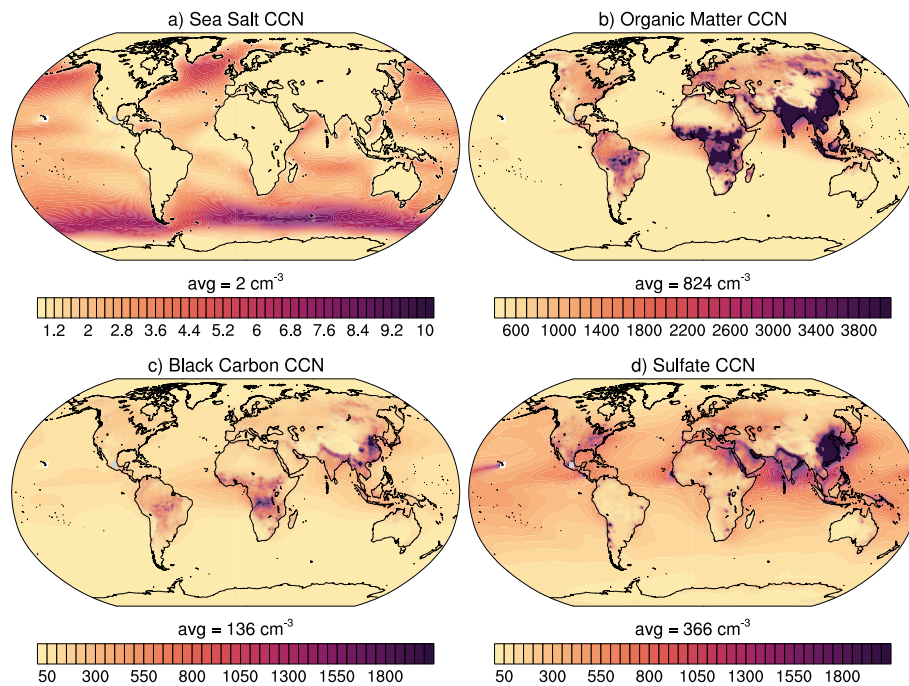 a) Sea Salt CCN
b) Organic Matter CCN
avg = 2 cm⁻³
avg = 824 cm⁻³
1.2 2 2.8 3.6 4.4 5.2 6 6.8 7.6 8.4 9.2 10
600 1000 1400 1800 2200 2600 3000 3400 3800
c) Black Carbon CCN
d) Sulfate CCN
avg = 136 cm⁻³
avg = 366 cm⁻³
50 300 550 800 1050 1300 1550 1800
50 300 550 800 1050 1300 1550 1800